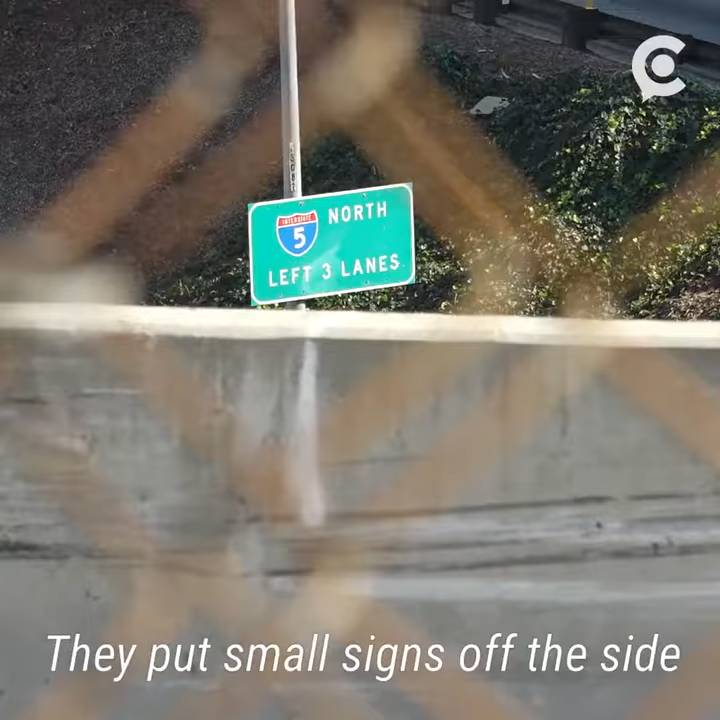 INTERSTATE
5
NORTH
LEFT 3 LANES
They put small signs off the side